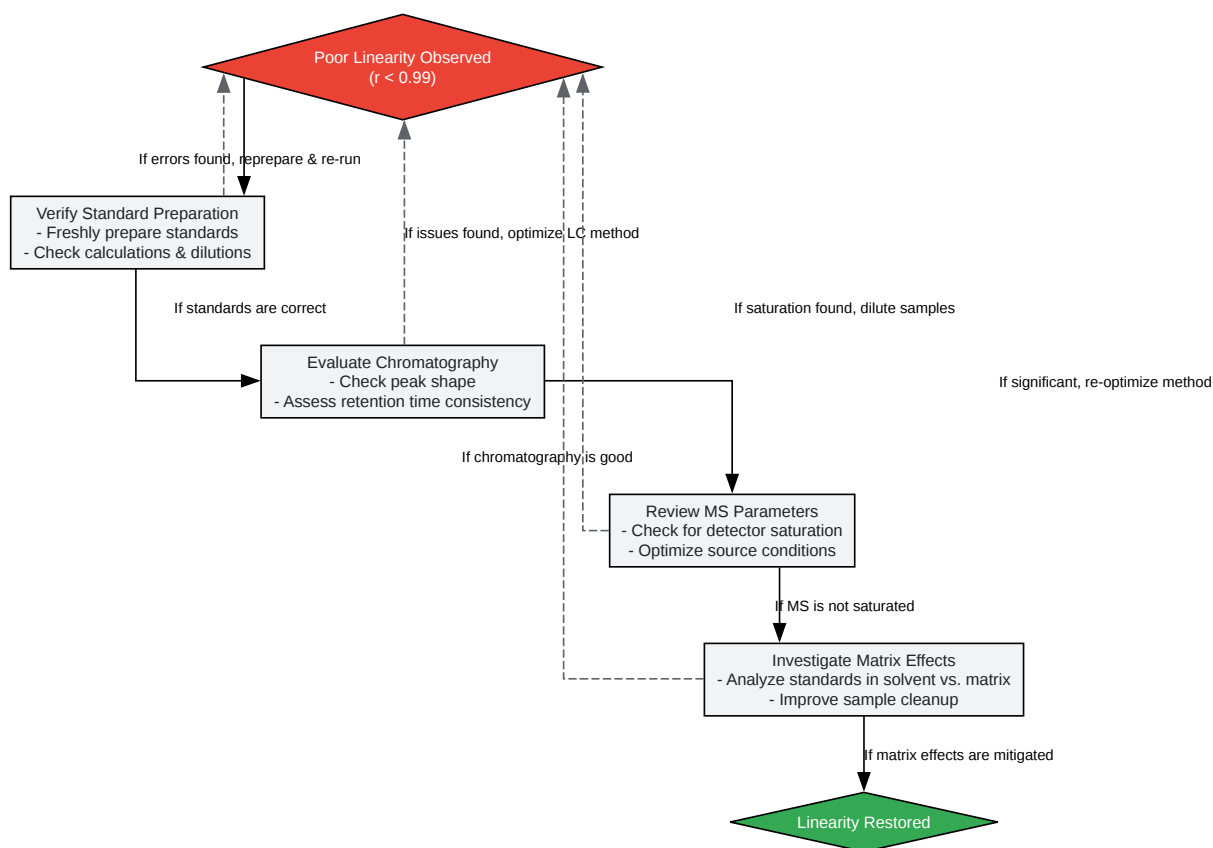 Poor Linearity Observed
(r < 0.99)
If errors found, reprepare & re-run
Verify Standard Preparation
- Freshly prepare standards
- Check calculations & dilutions
If issues found, optimize LC method
If standards are correct
If saturation found, dilute samples
Evaluate Chromatography
- Check peak shape
- Assess retention time consistency
If significant, re-optimize method
If chromatography is good
Review MS Parameters
- Check for detector saturation
- Optimize source conditions
If MS is not saturated
Investigate Matrix Effects
- Analyze standards in solvent vs. matrix
- Improve sample cleanup
If matrix effects are mitigated
Linearity Restored